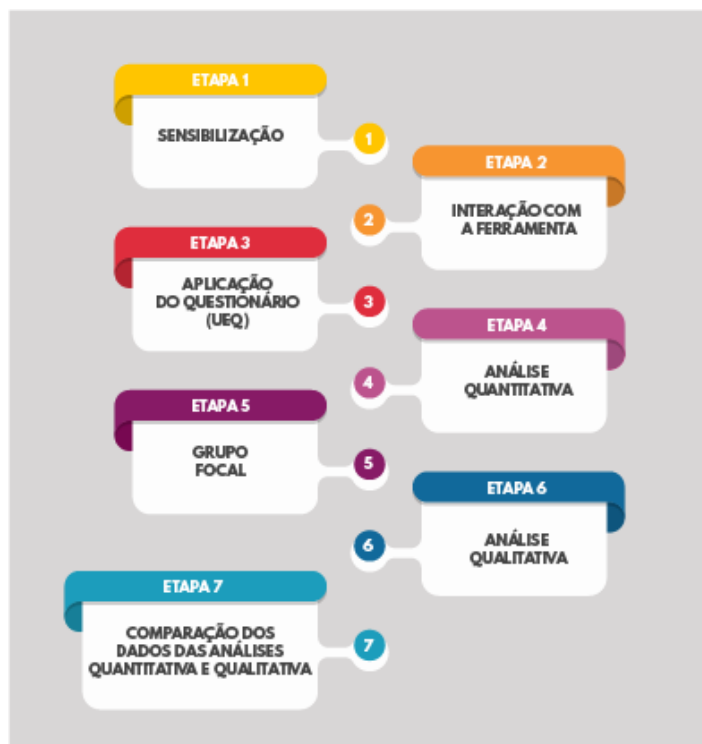 ETAPA 1
SENSIBILIZAÇÃO
1
ETAPA 2
INTERAÇÃO COM
A FERRAMENTA
2
ETAPA 3
APLICAÇÃO
DO QUESTIONÁRIO
(UEQ)
3
ETAPA 4
ANÁLISE
QUANTITATIVA
4
ETAPA 5
GRUPO
FOCAL
5
ETAPA 6
ANÁLISE
QUALITATIVA
6
ETAPA 7
COMPARAÇÃO DOS
DADOS DAS ANÁLISES
QUANTITATIVA E QUALITATIVA
7